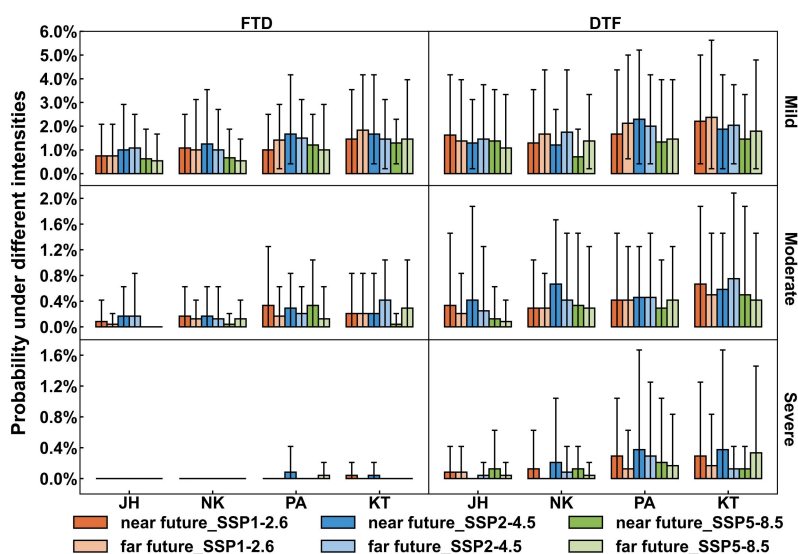 FTD DTF
Probability under different intensities
6.0%
5.0%
4.0%
3.0%
2.0%
1.0%
0.0%
Mild
2.0%
1.6%
1.2%
0.8%
0.4%
0.0%
Moderate
1.6%
1.2%
0.8%
0.4%
0.0%
Severe
JH NK PA KT JH NK PA KT
near future_SSP1-2.6 near future_SSP2-4.5 near future_SSP5-8.5
far future_SSP1-2.6 far future_SSP2-4.5 far future_SSP5-8.5